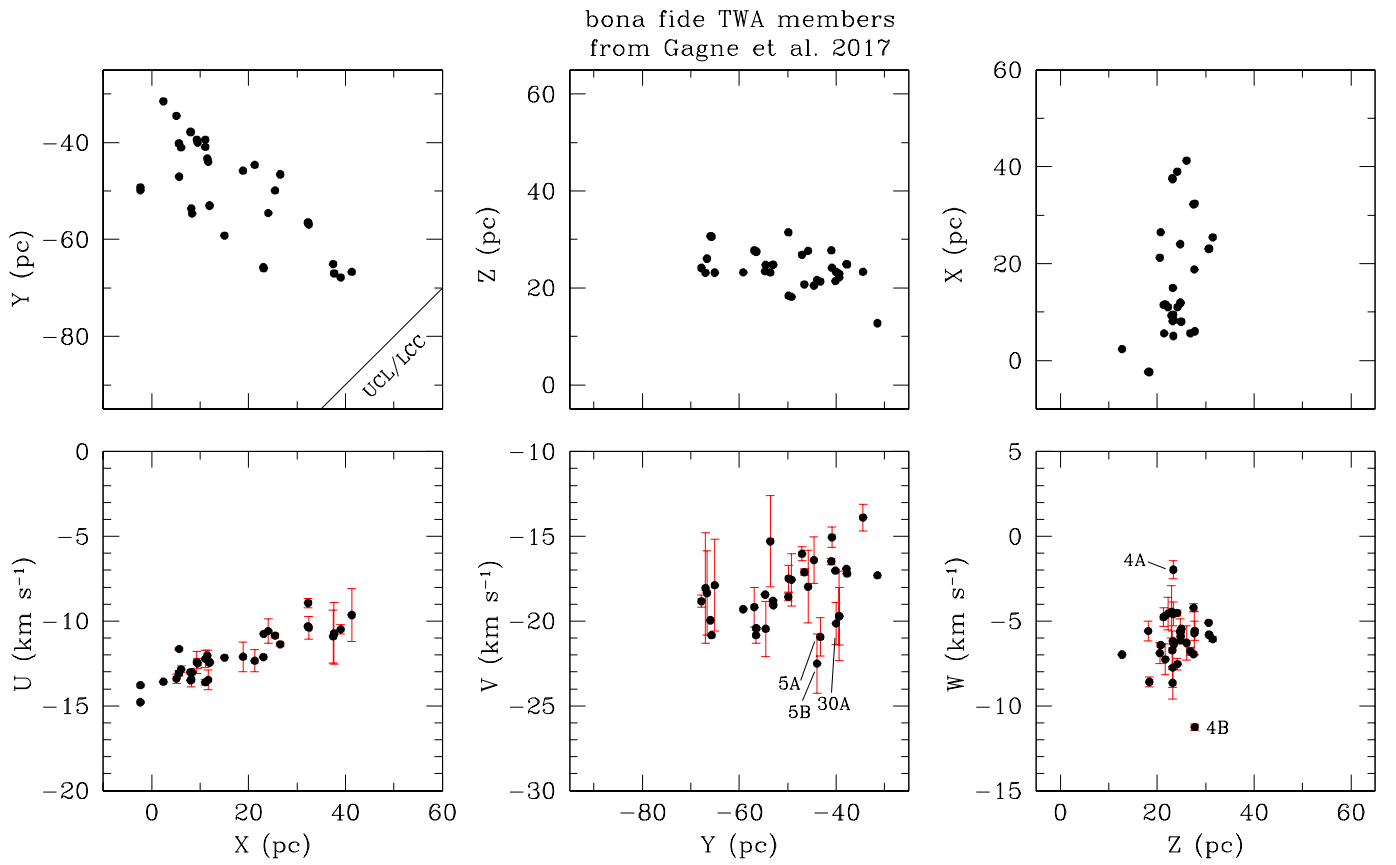 bona fide TWA members
from Gagne et al. 2017
−40
−60
−80
Y (pc)
UCL/LCC
60
40
20
0
Z (pc)
60
40
20
0
X (pc)
0
−5
−10
−15
−20
U (km s⁻¹)
0 20 40 60
X (pc)
−10
−15
−20
−25
−30
V (km s⁻¹)
5A
5B
30A
−80 −60 −40
Y (pc)
5
0
−5
−10
−15
W (km s⁻¹)
4A
4B
0 20 40 60
Z (pc)